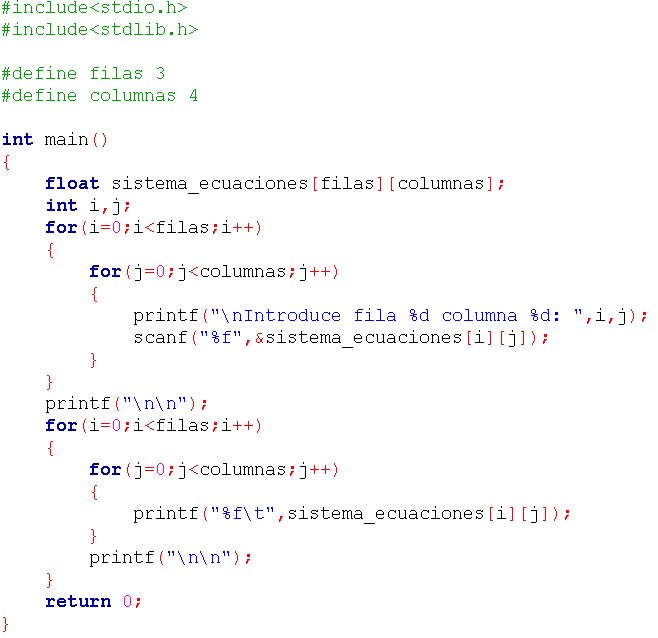 #include<stdio.h>
#include<stdlib.h>
#define filas 3
#define columnas 4
int main()
{
float sistema_ecuaciones[filas][columnas];
int i,j;
for(i=0;i<filas;i++)
{
for(j=0;j<columnas;j++)
{
printf("\nIntroduce fila %d columna %d: ",i,j);
scanf("%f",&sistema_ecuaciones[i][j]);
}
}
printf("\n\n");
for(i=0;i<filas;i++)
{
for(j=0;j<columnas;j++)
{
printf("%f\t",sistema_ecuaciones[i][j]);
}
printf("\n\n");
}
return 0;
}